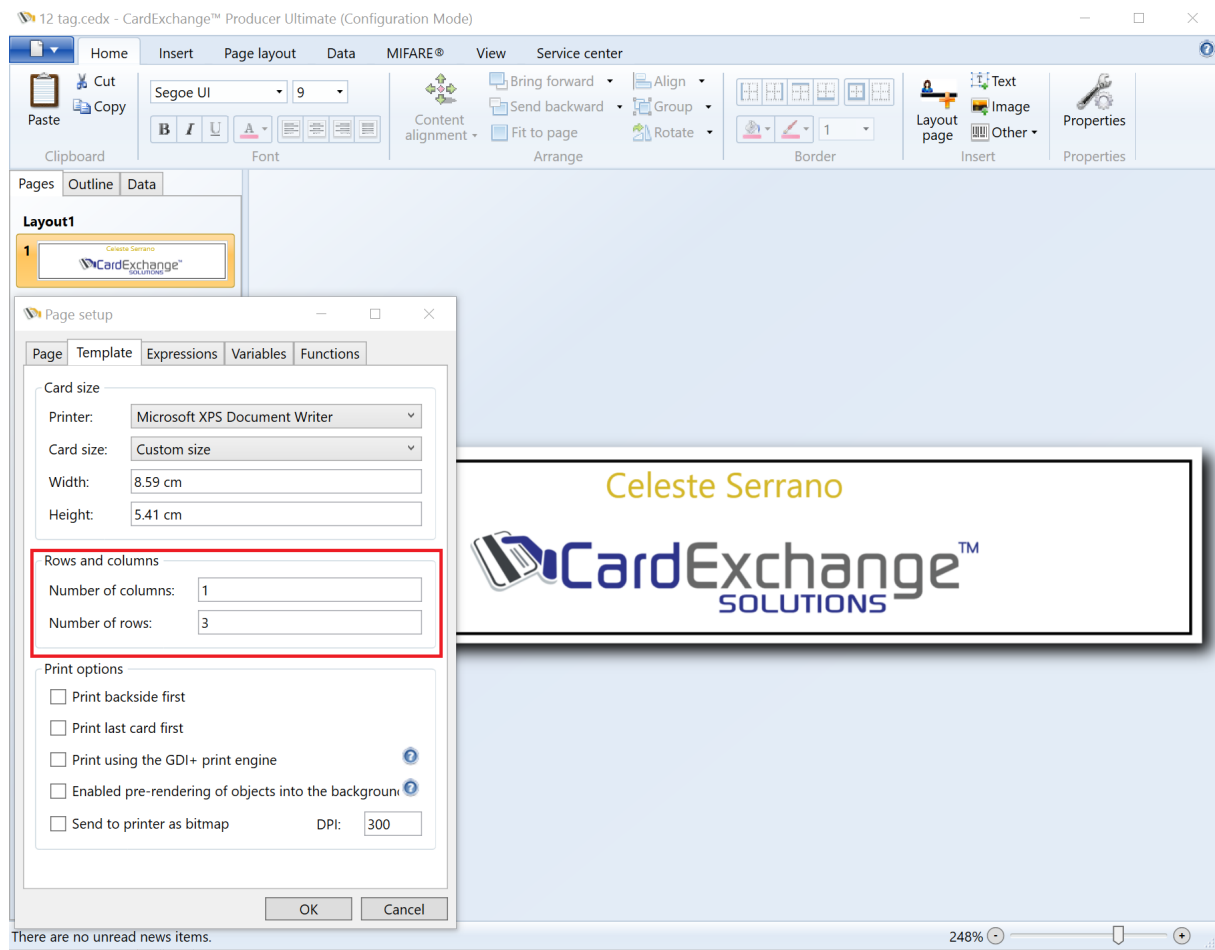 12 tag.cedx - CardExchange™ Producer Ultimate (Configuration Mode)
Home Insert Page layout Data MIFARE® View Service center
Paste
Cut
Copy
Clipboard
Segoe UI 9
B I U A
Font
Content alignment
Bring forward
Send backward
Fit to page
Align
Group
Rotate
Arrange
1
Border
Layout page
Text
Image
Other
Insert
Properties
Properties
Pages Outline Data
Layout1
1
Celeste Serrano
CardExchange™
SOLUTIONS
Page setup
Page Template Expressions Variables Functions
Card size
Printer: Microsoft XPS Document Writer
Card size: Custom size
Width: 8.59 cm
Height: 5.41 cm
Rows and columns
Number of columns: 1
Number of rows: 3
Print options
Print backside first
Print last card first
Print using the GDI+ print engine
Enabled pre-rendering of objects into the backgroun
Send to printer as bitmap DPI: 300
OK Cancel
Celeste Serrano
CardExchange™
SOLUTIONS
There are no unread news items.
248%